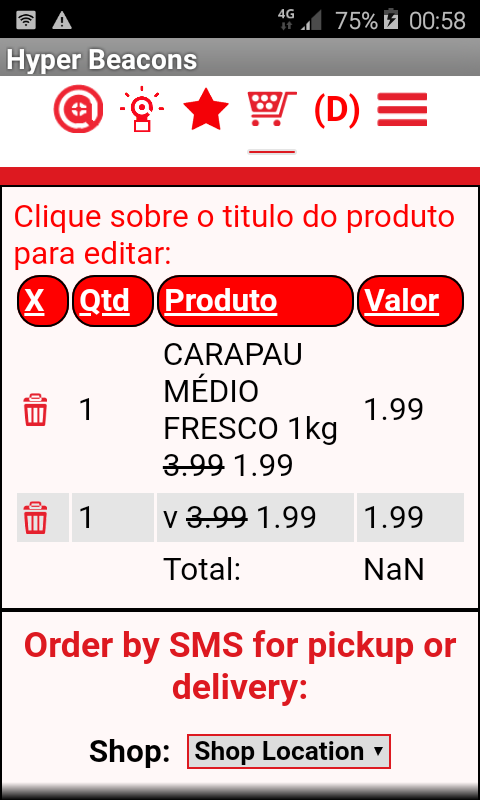 4G 75% 00:58
Hyper Beacons
(D)
Clique sobre o titulo do produto
para editar:
X Qtd Produto Valor
CARAPAU
MÉDIO
1 FRESCO 1kg 1.99
3.99 1.99
1 v 3.99 1.99 1.99
Total: NaN
Order by SMS for pickup or
delivery:
Shop: Shop Location